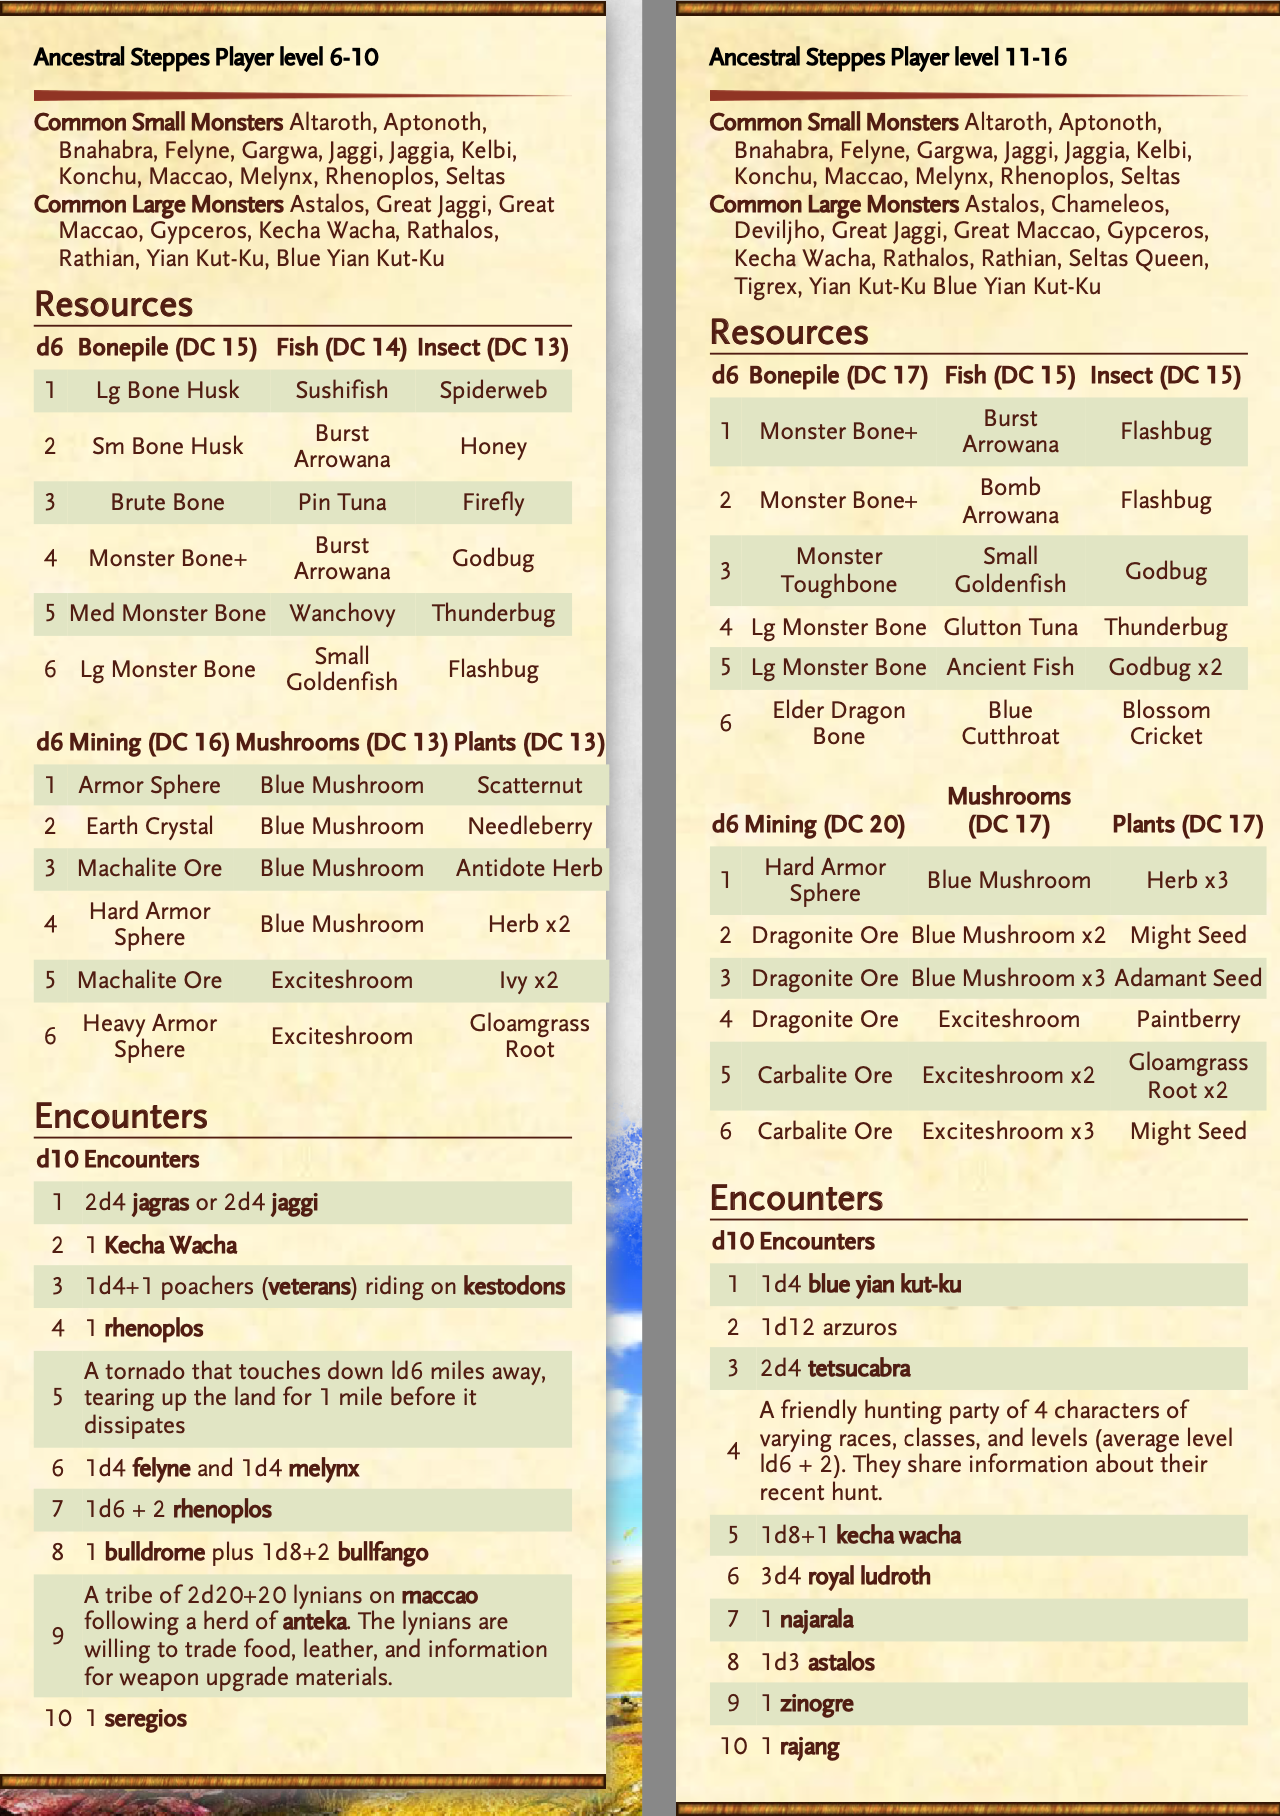 Ancestral Steppes Player level 6-10
Common Small Monsters Altaroth, Aptonoth,
Bnahabra, Felyne, Gargwa, Jaggi, Jaggia, Kelbi,
Konchu, Maccao, Melynx, Rhenoplos, Seltas
Common Large Monsters Astalos, Great Jaggi, Great
Maccao, Gypceros, Kecha Wacha, Rathalos,
Rathian, Yian Kut-Ku, Blue Yian Kut-Ku
Resources
d6 Bonepile (DC 15) Fish (DC 14) Insect (DC 13)
1 Lg Bone Husk Sushifish Spiderweb
2 Sm Bone Husk Burst Arrowana Honey
3 Brute Bone Pin Tuna Firefly
4 Monster Bone+ Burst Arrowana Godbug
5 Med Monster Bone Wanchovy Thunderbug
6 Lg Monster Bone Small Goldenfish Flashbug
d6 Mining (DC 16) Mushrooms (DC 13) Plants (DC 13)
1 Armor Sphere Blue Mushroom Scatternut
2 Earth Crystal Blue Mushroom Needleberry
3 Machalite Ore Blue Mushroom Antidote Herb
4 Hard Armor Sphere Blue Mushroom Herb x2
5 Machalite Ore Exciteshroom Ivy x2
6 Heavy Armor Sphere Exciteshroom Gloamgrass Root
Encounters
d10 Encounters
1 2d4 jagras or 2d4 jaggi
2 1 Kecha Wacha
3 1d4+1 poachers (veterans) riding on kestodons
4 1 rhenoplos
5 A tornado that touches down ld6 miles away,
tearing up the land for 1 mile before it
dissipates
6 1d4 felyne and 1d4 melynx
7 1d6 + 2 rhenoplos
8 1 bulldrome plus 1d8+2 bullfango
9 A tribe of 2d20+20 lynians on maccao
following a herd of anteka. The lynians are
willing to trade food, leather, and information
for weapon upgrade materials.
10 1 seregios
Ancestral Steppes Player level 11-16
Common Small Monsters Altaroth, Aptonoth,
Bnahabra, Felyne, Gargwa, Jaggi, Jaggia, Kelbi,
Konchu, Maccao, Melynx, Rhenoplos, Seltas
Common Large Monsters Astalos, Chameleos,
Deviljho, Great Jaggi, Great Maccao, Gypceros,
Kecha Wacha, Rathalos, Rathian, Seltas Queen,
Tigrex, Yian Kut-Ku Blue Yian Kut-Ku
Resources
d6 Bonepile (DC 17) Fish (DC 15) Insect (DC 15)
1 Monster Bone+ Burst Arrowana Flashbug
2 Monster Bone+ Bomb Arrowana Flashbug
3 Monster Toughbone Small Goldenfish Godbug
4 Lg Monster Bone Glutton Tuna Thunderbug
5 Lg Monster Bone Ancient Fish Godbug x2
6 Elder Dragon Bone Blue Cutthroat Blossom Cricket
d6 Mining (DC 20) Mushrooms (DC 17) Plants (DC 17)
1 Hard Armor Sphere Blue Mushroom Herb x3
2 Dragonite Ore Blue Mushroom x2 Might Seed
3 Dragonite Ore Blue Mushroom x3 Adamant Seed
4 Dragonite Ore Exciteshroom Paintberry
5 Carbalite Ore Exciteshroom x2 Gloamgrass Root x2
6 Carbalite Ore Exciteshroom x3 Might Seed
Encounters
d10 Encounters
1 1d4 blue yian kut-ku
2 1d12 arzuros
3 2d4 tetsucabra
4 A friendly hunting party of 4 characters of
varying races, classes, and levels (average level
ld6 + 2). They share information about their
recent hunt.
5 1d8+1 kecha wacha
6 3d4 royal ludroth
7 1 najarala
8 1d3 astalos
9 1 zinogre
10 1 rajang